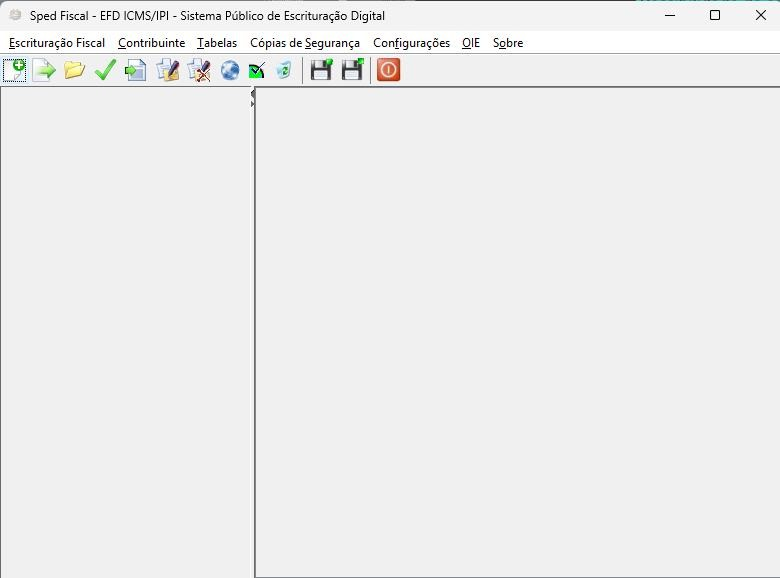 Sped Fiscal - EFD ICMS/IPI - Sistema Público de Escrituração Digital
Escrituração Fiscal Contribuinte Tabelas Cópias de Segurança Configurações OIE Sobre